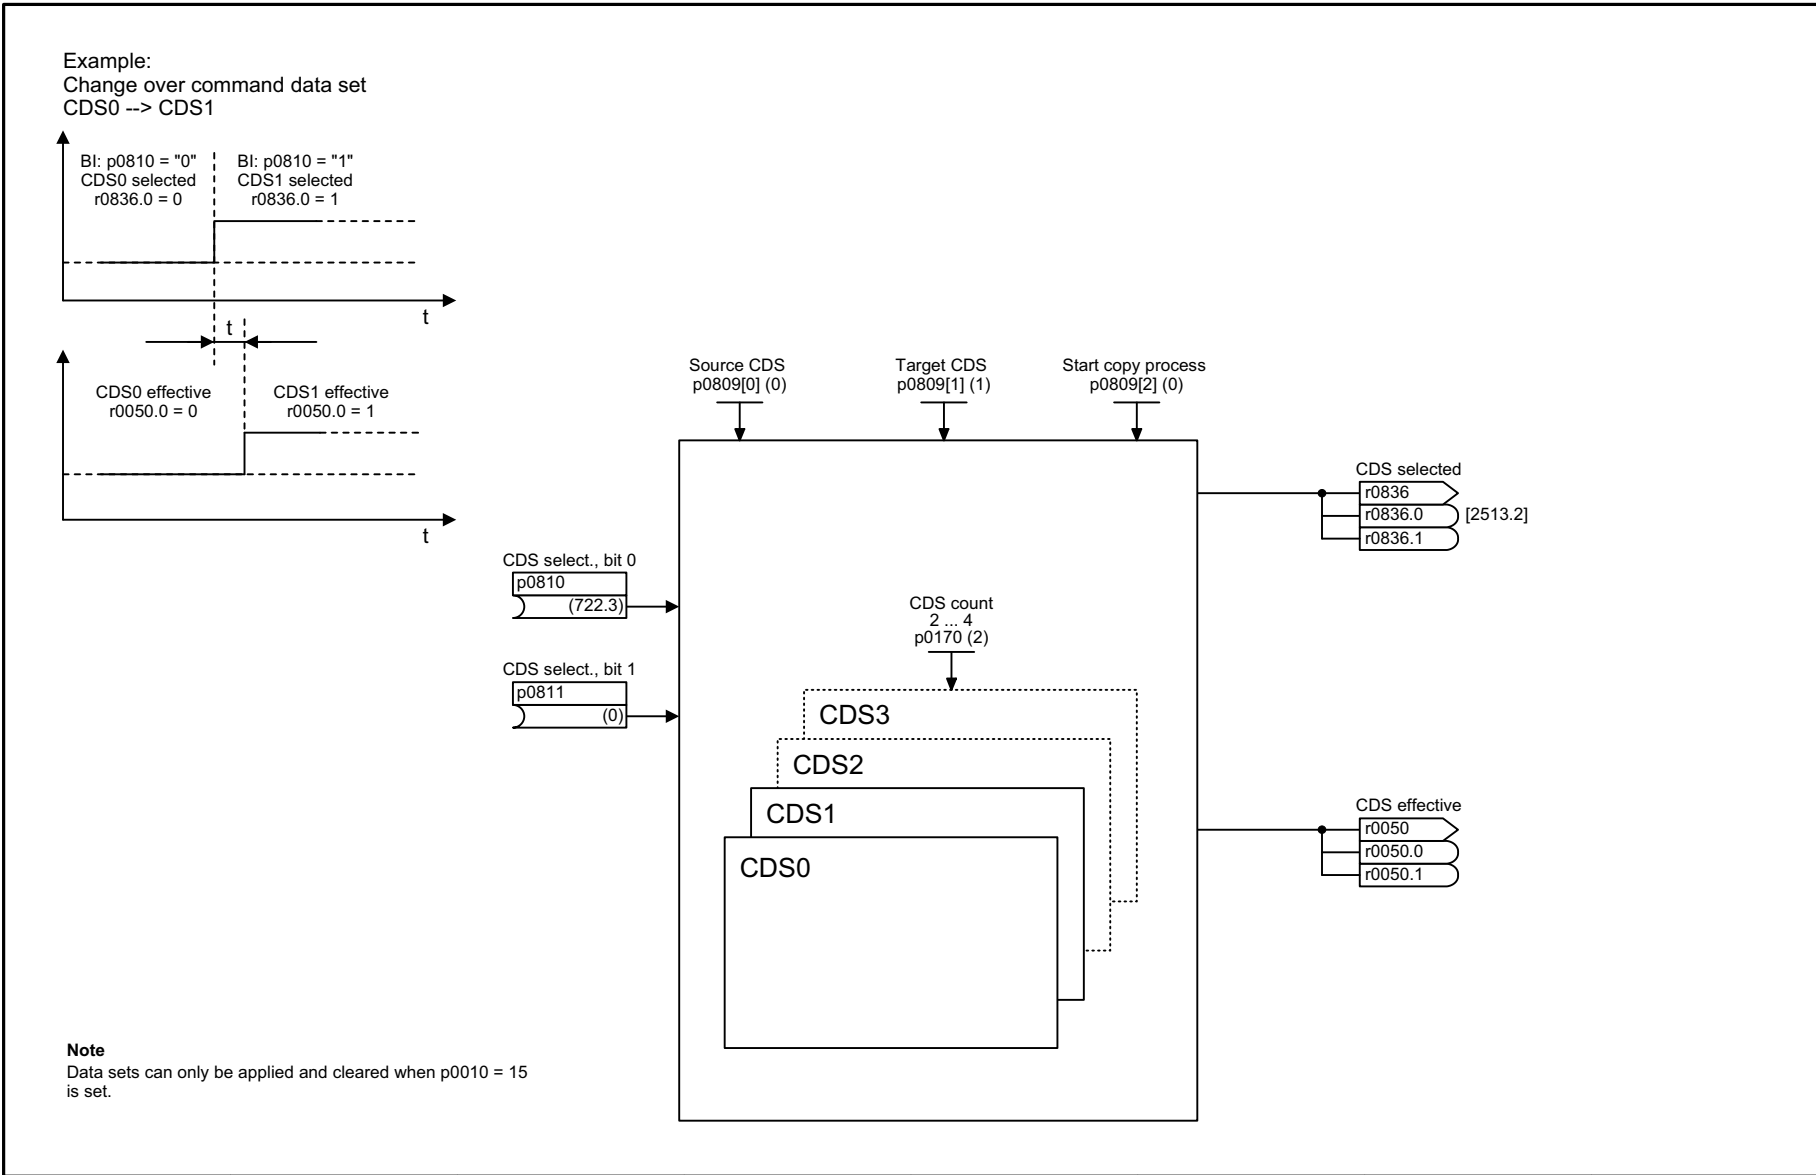 Example:
Change over command data set
CDS0 --> CDS1
BI: p0810 = "0"
CDS0 selected
r0836.0 = 0
BI: p0810 = "1"
CDS1 selected
r0836.0 = 1
t
t
CDS0 effective
r0050.0 = 0
CDS1 effective
r0050.0 = 1
t
Source CDS
p0809[0] (0)
Target CDS
p0809[1] (1)
Start copy process
p0809[2] (0)
CDS selected
r0836
r0836.0
[2513.2]
r0836.1
CDS select., bit 0
p0810
(722.3)
CDS select., bit 1
p0811
(0)
CDS count
2 ... 4
p0170 (2)
CDS3
CDS2
CDS1
CDS0
CDS effective
r0050
r0050.0
r0050.1
Note
Data sets can only be applied and cleared when p0010 = 15
is set.